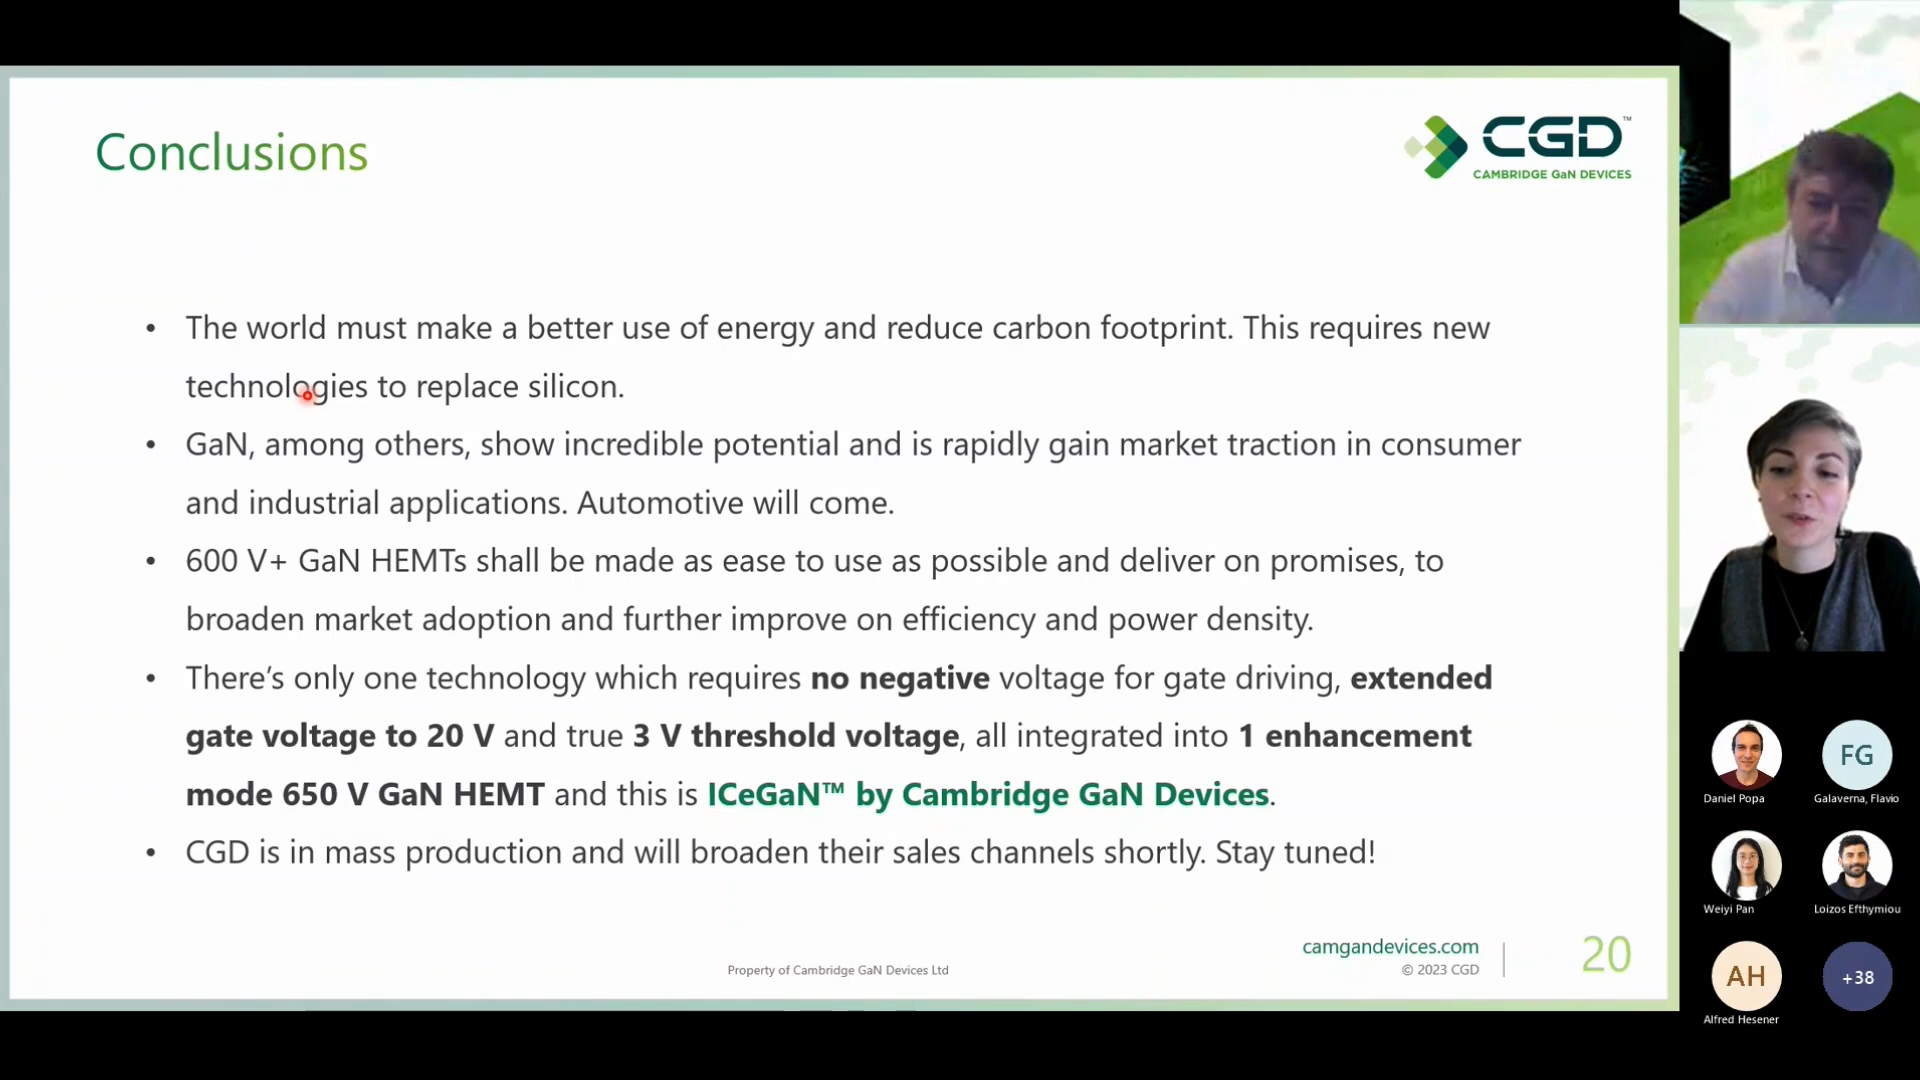 Conclusions
CGD™
CAMBRIDGE GaN DEVICES
• The world must make a better use of energy and reduce carbon footprint. This requires new
technologies to replace silicon.
• GaN, among others, show incredible potential and is rapidly gain market traction in consumer
and industrial applications. Automotive will come.
• 600 V+ GaN HEMTs shall be made as ease to use as possible and deliver on promises, to
broaden market adoption and further improve on efficiency and power density.
• There’s only one technology which requires no negative voltage for gate driving, extended
gate voltage to 20 V and true 3 V threshold voltage, all integrated into 1 enhancement
mode 650 V GaN HEMT and this is ICeGaN™ by Cambridge GaN Devices.
• CGD is in mass production and will broaden their sales channels shortly. Stay tuned!
Property of Cambridge GaN Devices Ltd
camgandevices.com
© 2023 CGD
20
Daniel Popa
FG
Galaverna, Flavio
Weiyi Pan
Loizos Efthymiou
AH
Alfred Hesener
+38